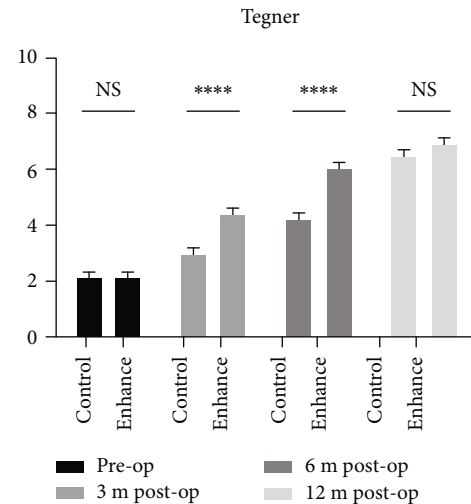 Tegner
10
8
6
4
2
0
NS
****
****
NS
Control
Enhance
Control
Enhance
Control
Enhance
Control
Enhance
Pre-op
3 m post-op
6 m post-op
12 m post-op